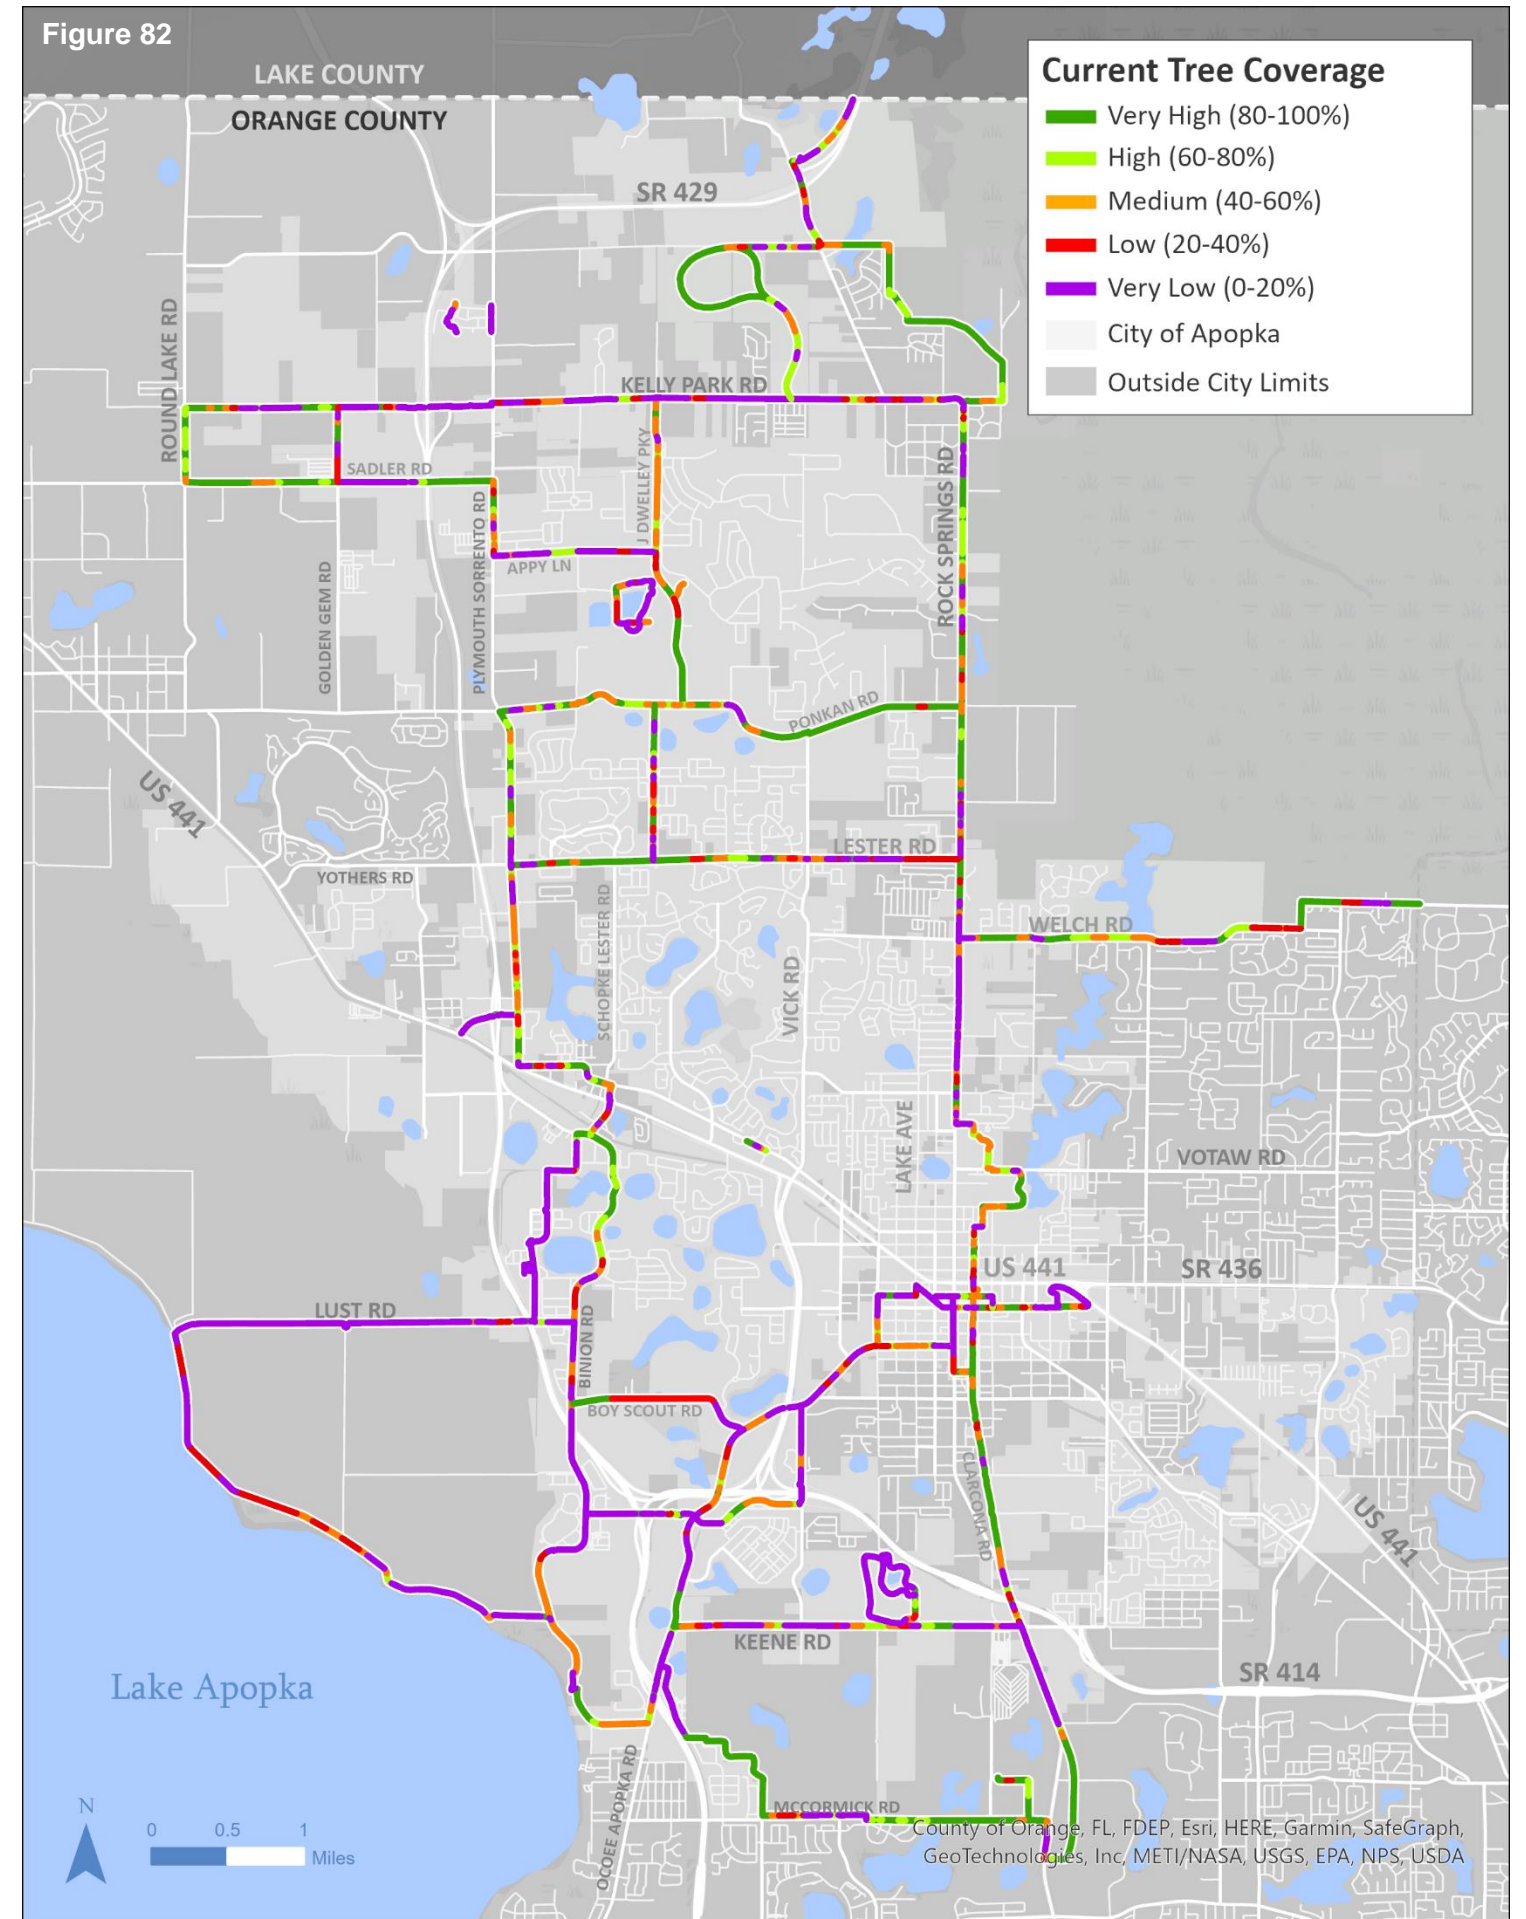 Figure 82
LAKE COUNTY
ORANGE COUNTY
Current Tree Coverage
Very High (80-100%)
High (60-80%)
Medium (40-60%)
Low (20-40%)
Very Low (0-20%)
City of Apopka
Outside City Limits
SR 429
ROUND LAKE RD
KELLY PARK RD
SADLER RD
J DWELLEY PKY
ROCK SPRINGS RD
PLYMOUTH SORRENTO RD
APPY LN
GOLDEN GEM RD
PONKAN RD
US 441
LESTER RD
YOTHERS RD
SCHOPKE LESTER RD
WELCH RD
VICK RD
LAKE AVE
VOTAW RD
US 441
SR 436
LUST RD
BINION RD
BOY SCOUT RD
CLARCONA RD
US 441
KEENE RD
SR 414
Lake Apopka
OCOEE APOPKA RD
MCCORMICK RD
N
0 0.5 1
Miles
County of Orange, FL, FDEP, Esri, HERE, Garmin, SafeGraph,
GeoTechnologies, Inc, METI/NASA, USGS, EPA, NPS, USDA